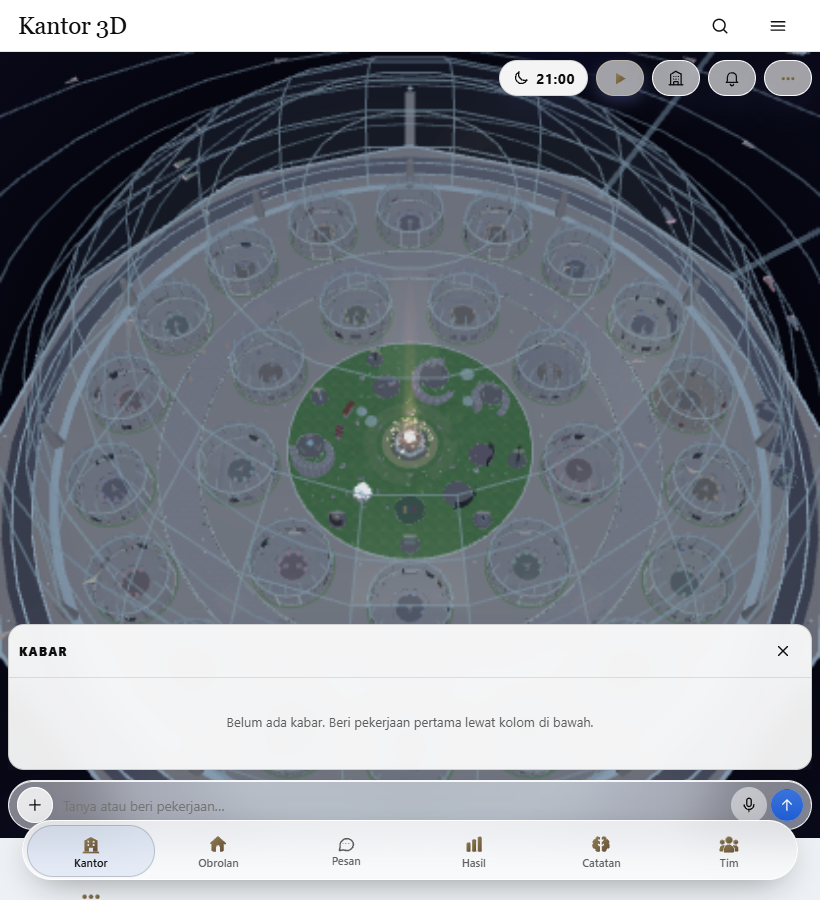 Kantor 3D
21:00
KABAR
Belum ada kabar. Beri pekerjaan pertama lewat kolom di bawah.
Tanya atau beri pekerjaan...
Kantor
Obrolan
Pesan
Hasil
Catatan
Tim